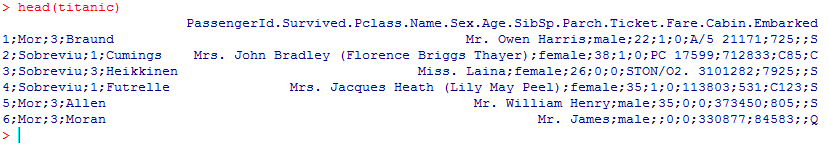 > head(titanic)
PassengerId.Survived.Pclass.Name.Sex.Age.SibSp.Parch.Ticket.Fare.Cabin.Embarked
1;Mor;3;Braund Mr. Owen Harris;male;22;1;0;A/5 21171;725;;S
2;Sobreviu;1;Cumings Mrs. John Bradley (Florence Briggs Thayer);female;38;1;0;PC 17599;712833;C85;C
3;Sobreviu;3;Heikkinen Miss. Laina;female;26;0;0;STON/O2. 3101282;7925;;S
4;Sobreviu;1;Futrelle Mrs. Jacques Heath (Lily May Peel);female;35;1;0;113803;531;C123;S
5;Mor;3;Allen Mr. William Henry;male;35;0;0;373450;805;;S
6;Mor;3;Moran Mr. James;male;;0;0;330877;84583;;Q
>